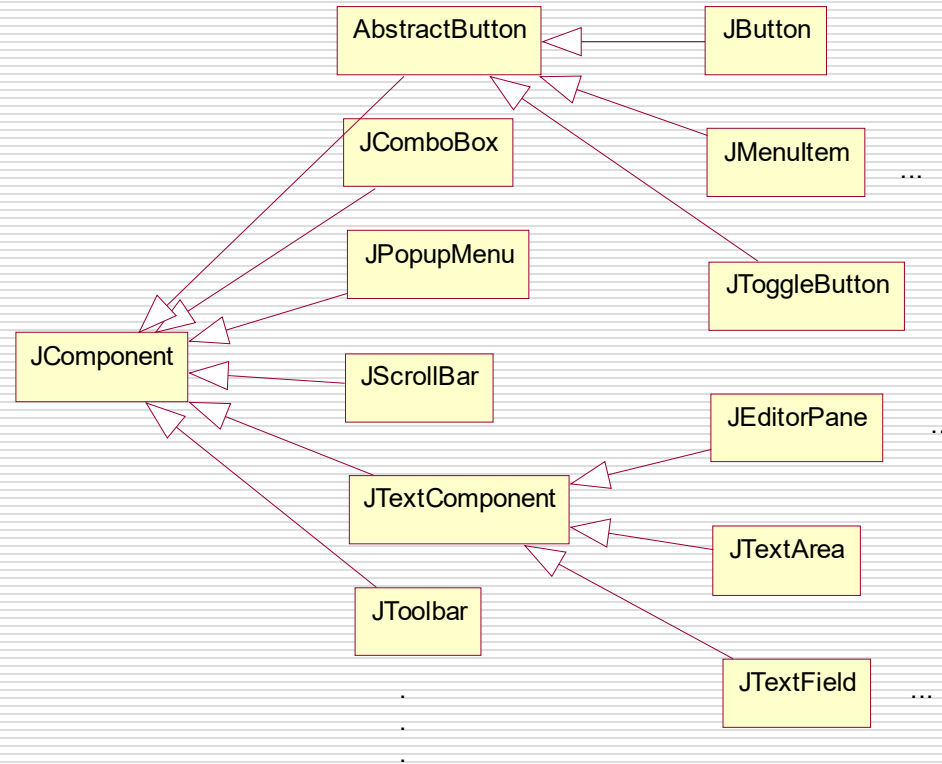 AbstractButton
JButton
JComboBox
JMenuItem
...
JPopupMenu
JToggleButton
JComponent
JScrollBar
JEditorPane
..
JTextComponent
JTextArea
JToolbar
JTextField
...
.
.
.